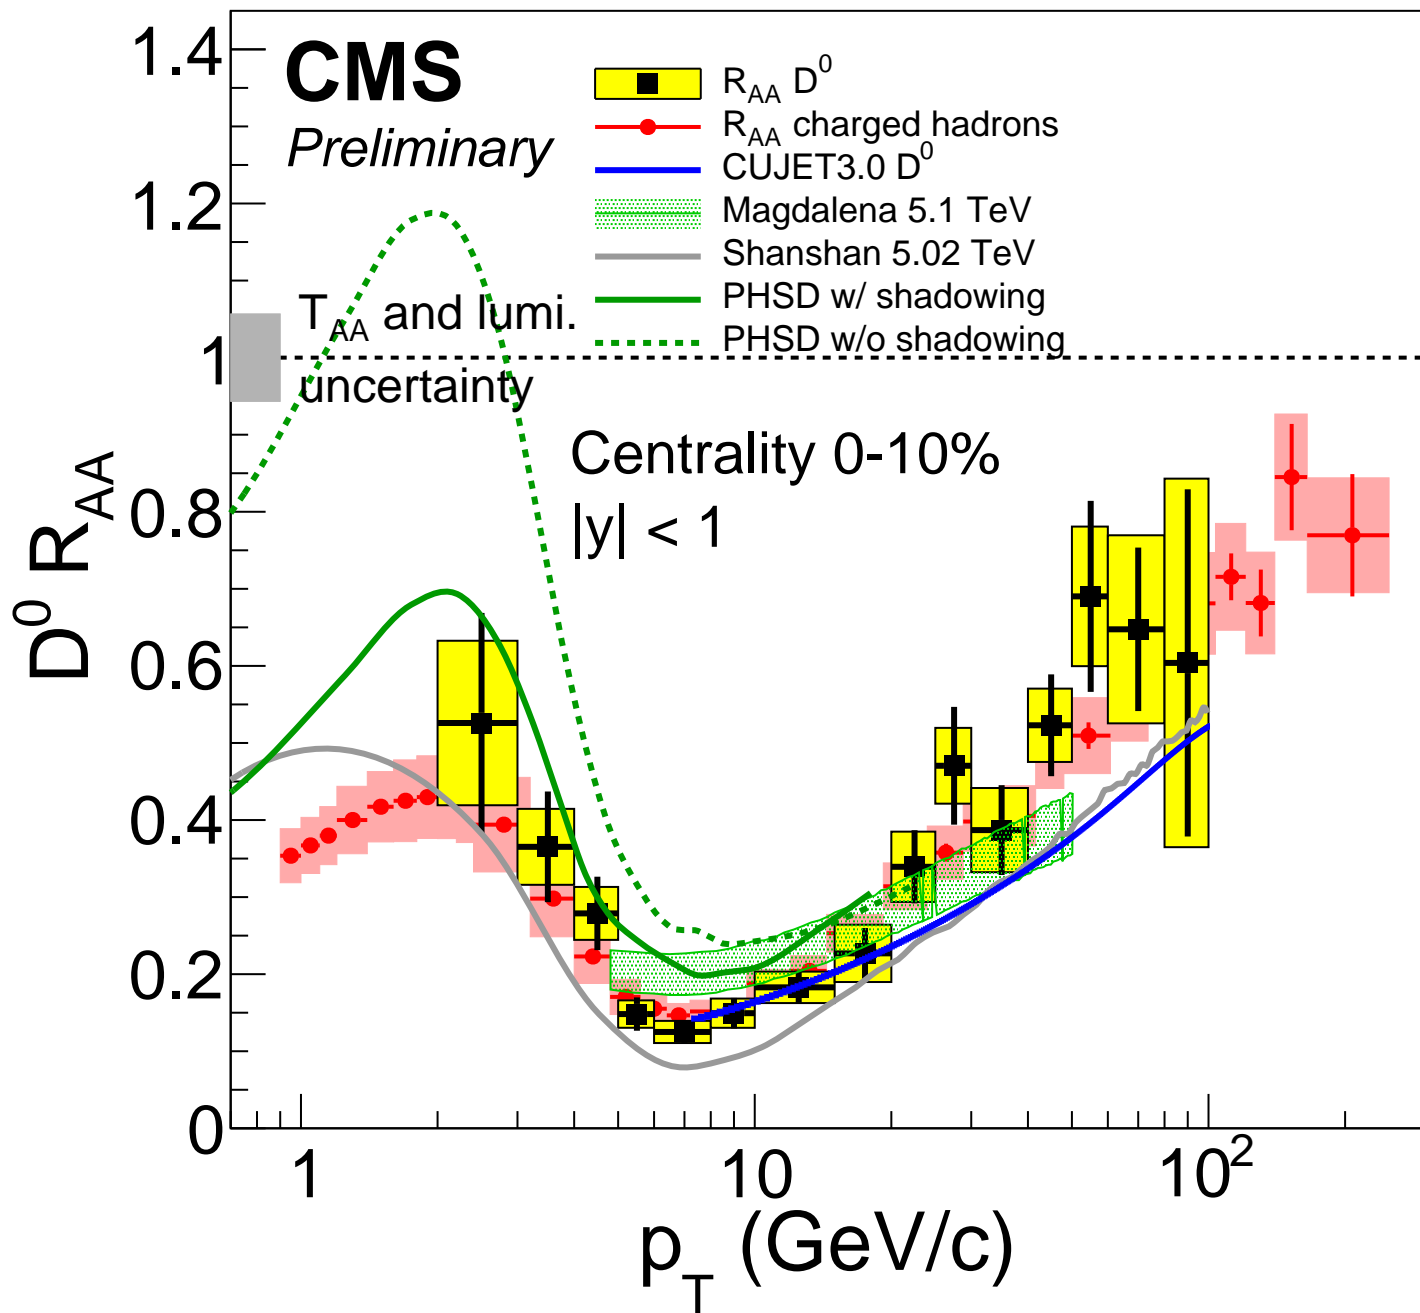 CMS
Preliminary
R_AA D^0
R_AA charged hadrons
CUJET3.0 D^0
Magdalena 5.1 TeV
Shanshan 5.02 TeV
PHSD w/ shadowing
PHSD w/o shadowing
T_AA and lumi.
uncertainty
Centrality 0-10%
|y| < 1
D^0 R_AA
1.4
1.2
1
0.8
0.6
0.4
0.2
0
1
10
10^2
p_T (GeV/c)